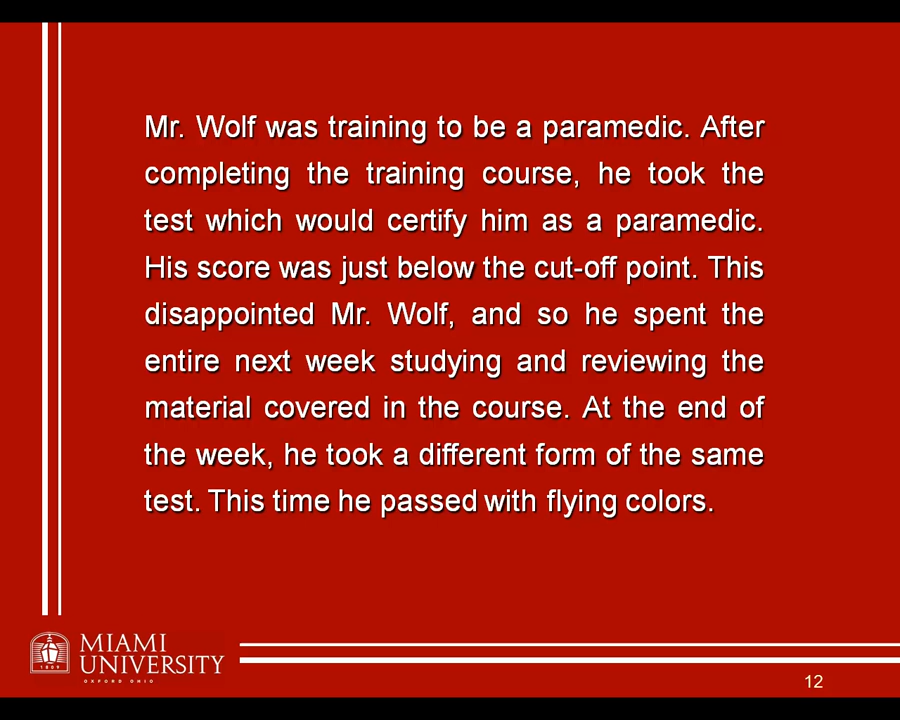 Mr. Wolf was training to be a paramedic. After
completing the training course, he took the
test which would certify him as a paramedic.
His score was just below the cut-off point. This
disappointed Mr. Wolf, and so he spent the
entire next week studying and reviewing the
material covered in the course. At the end of
the week, he took a different form of the same
test. This time he passed with flying colors.
1809
MIAMI
UNIVERSITY
OXFORD OHIO
12